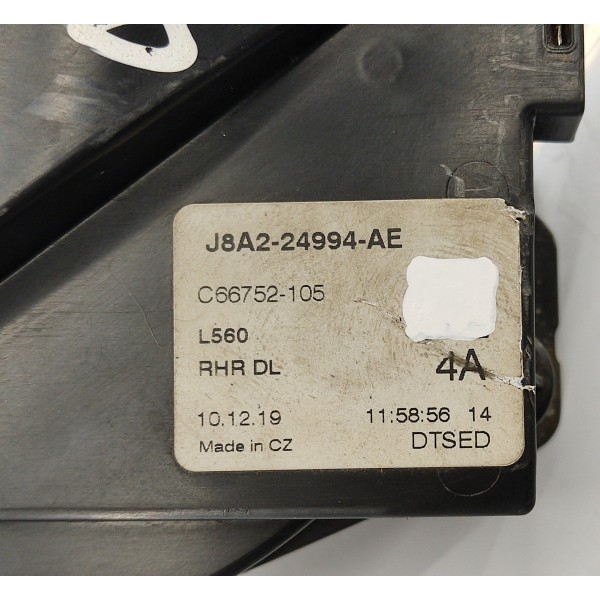 J8A2-24994-AE
C66752-105
L560
RHR DL 4A
10.12.19 11:58:56 14
Made in CZ DTSED